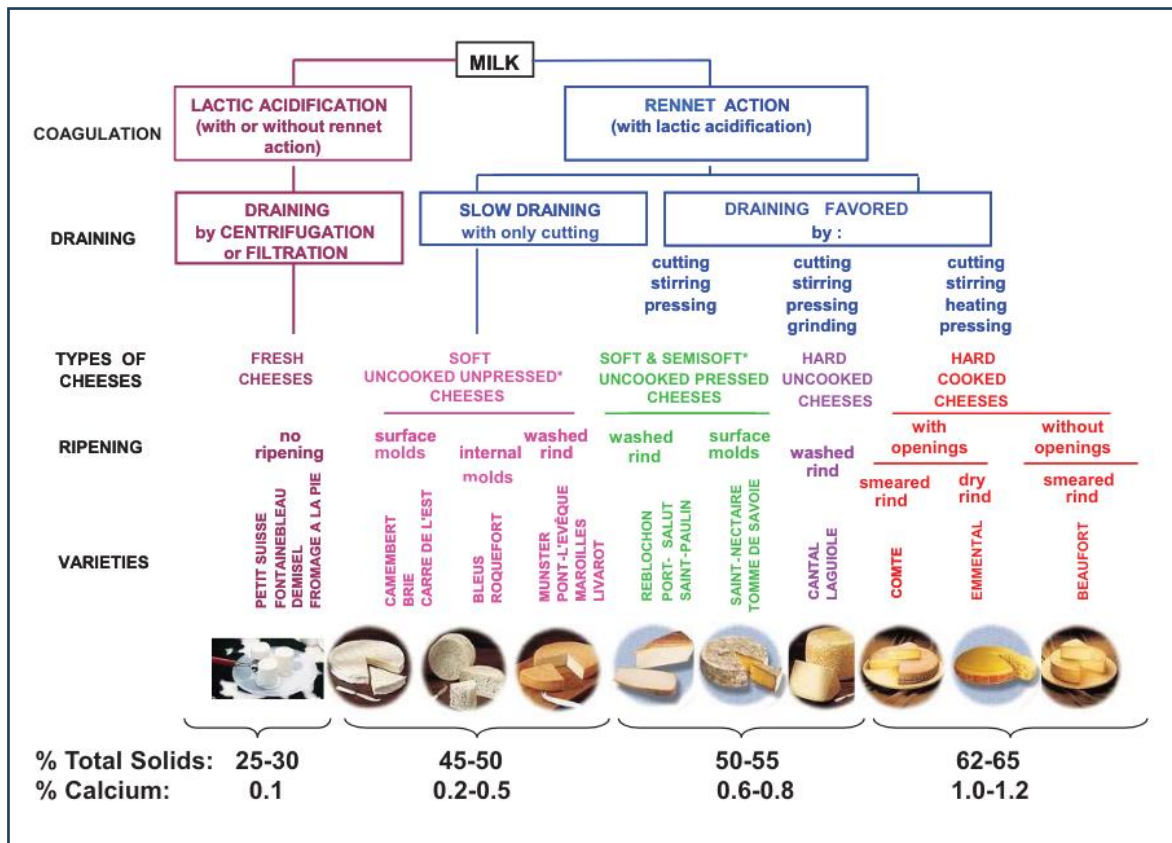 MILK
LACTIC ACIDIFICATION
(with or without rennet
action)
RENNET ACTION
(with lactic acidification)
COAGULATION
DRAINING
by CENTRIFUGATION
or FILTRATION
SLOW DRAINING
with only cutting
DRAINING FAVORED
by :
DRAINING
cutting
stirring
pressing
cutting
stirring
pressing
grinding
cutting
stirring
heating
pressing
TYPES OF
CHEESES
FRESH
CHEESES
SOFT
UNCOOKED UNPRESSED*
CHEESES
SOFT & SEMISOFT*
UNCOOKED PRESSED
CHEESES
HARD
UNCOOKED
CHEESES
HARD
COOKED
CHEESES
RIPENING
no
ripening
surface
molds
internal
molds
washed
rind
washed
rind
surface
molds
washed
rind
with
openings
without
openings
smeared
rind
dry
rind
smeared
rind
VARIETIES
PETIT SUISSE
FONTAINEBLEAU
DEMISEL
FROMAGE A LA PIE
CAMEMBERT
BRIE
CARRE DE L'EST
BLEUS
ROQUEFORT
MUNSTER
PONT-L'EVÈQUE
MAROILLES
LIVAROT
REBLOCHON
PORT- SALUT
SAINT-PAULIN
SAINT-NECTAIRE
TOMME DE SAVOIE
CANTAL
LAGUIOLE
COMTE
EMMENTAL
BEAUFORT
% Total Solids: 25-30 45-50 50-55 62-65
% Calcium: 0.1 0.2-0.5 0.6-0.8 1.0-1.2